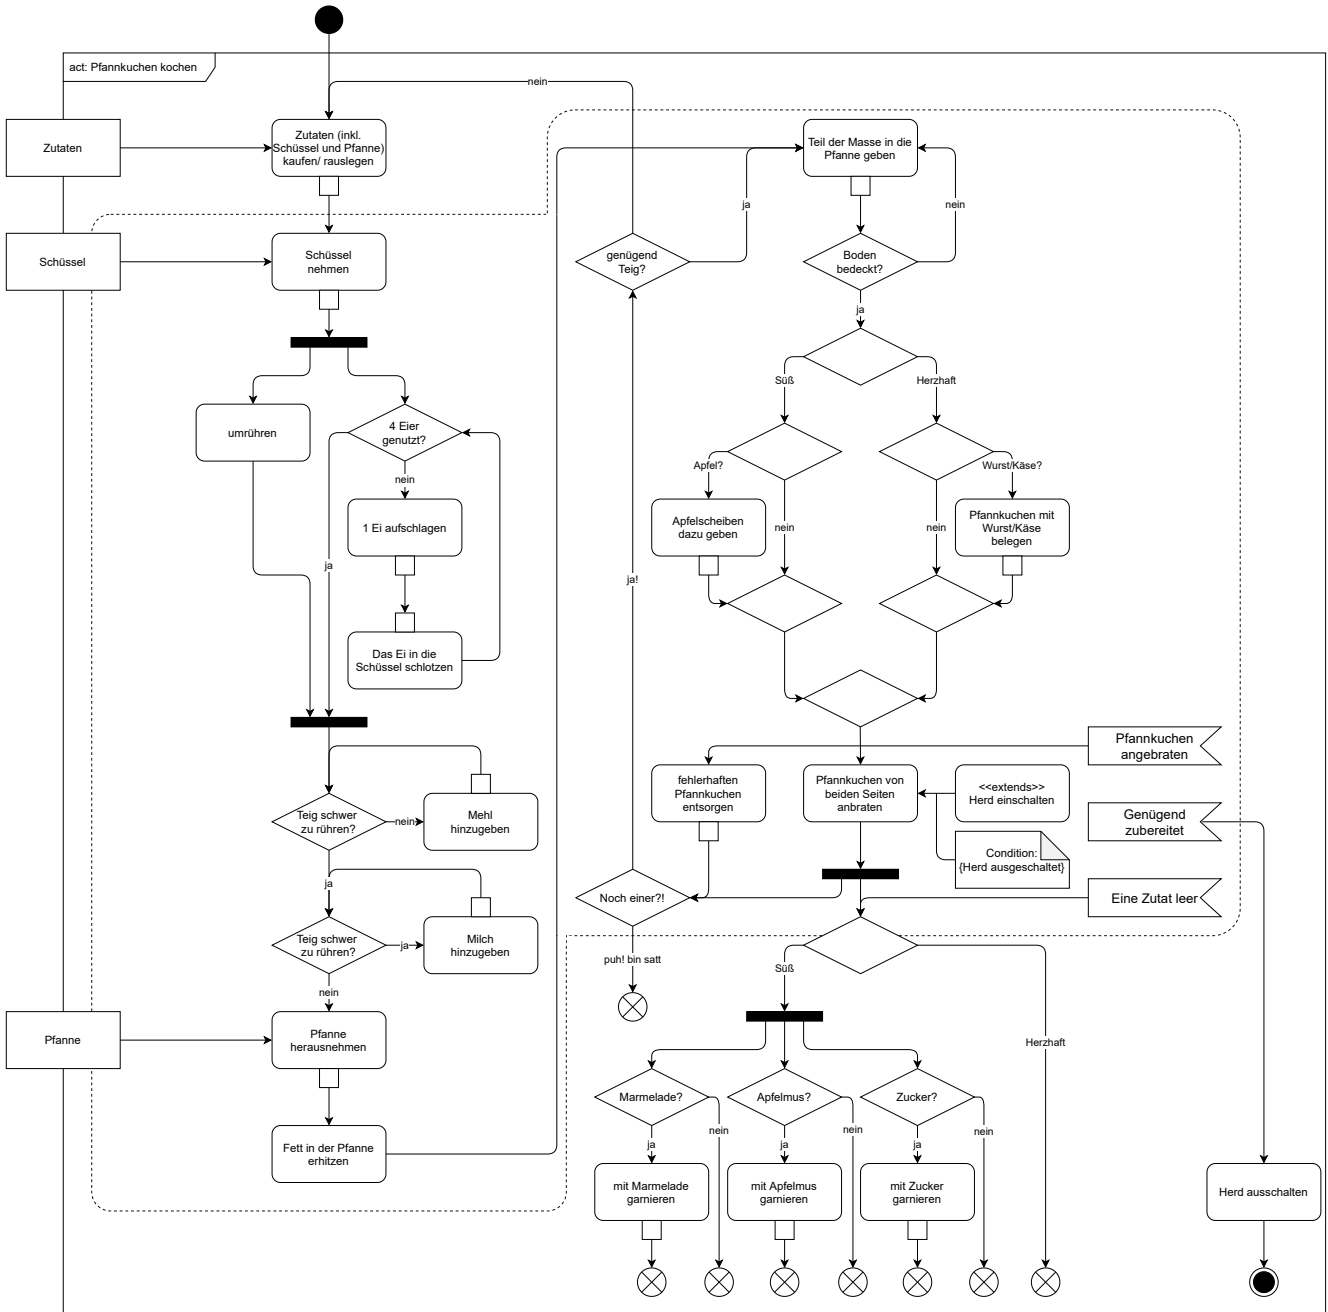 act: Pfannkuchen kochen
nein
Zutaten
Zutaten (inkl.
Schüssel und Pfanne)
kaufen/ rauslegen
Teil der Masse in die
Pfanne geben
ja
nein
Schüssel
Schüssel
nehmen
genügend
Teig?
Boden
bedeckt?
ja
Süß
Herzhaft
umrühren
4 Eier
genutzt?
nein
Apfel?
Wurst/Käse?
1 Ei aufschlagen
Apfelscheiben
dazu geben
nein
nein
Pfannkuchen mit
Wurst/Käse
belegen
ja
ja!
Das Ei in die
Schüssel schlotzen
Pfannkuchen
angebraten
fehlerhaften
Pfannkuchen
entsorgen
Pfannkuchen von
beiden Seiten
anbraten
<<extends>>
Herd einschalten
Teig schwer
zu rühren?
nein
Mehl
hinzugeben
Genügend
zubereitet
Condition:
{Herd ausgeschaltet}
ja
Noch einer?!
Eine Zutat leer
Teig schwer
zu rühren?
ja
Milch
hinzugeben
puh! bin satt
Süß
nein
Pfanne
Pfanne
herausnehmen
Herzhaft
Marmelade?
Apfelmus?
Zucker?
nein
nein
nein
ja
ja
ja
Fett in der Pfanne
erhitzen
mit Marmelade
garnieren
mit Apfelmus
garnieren
mit Zucker
garnieren
Herd ausschalten